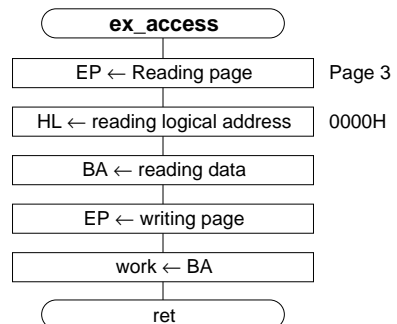 ex_access
EP ← Reading page Page 3
HL ← reading logical address 0000H
BA ← reading data
EP ← writing page
work ← BA
ret